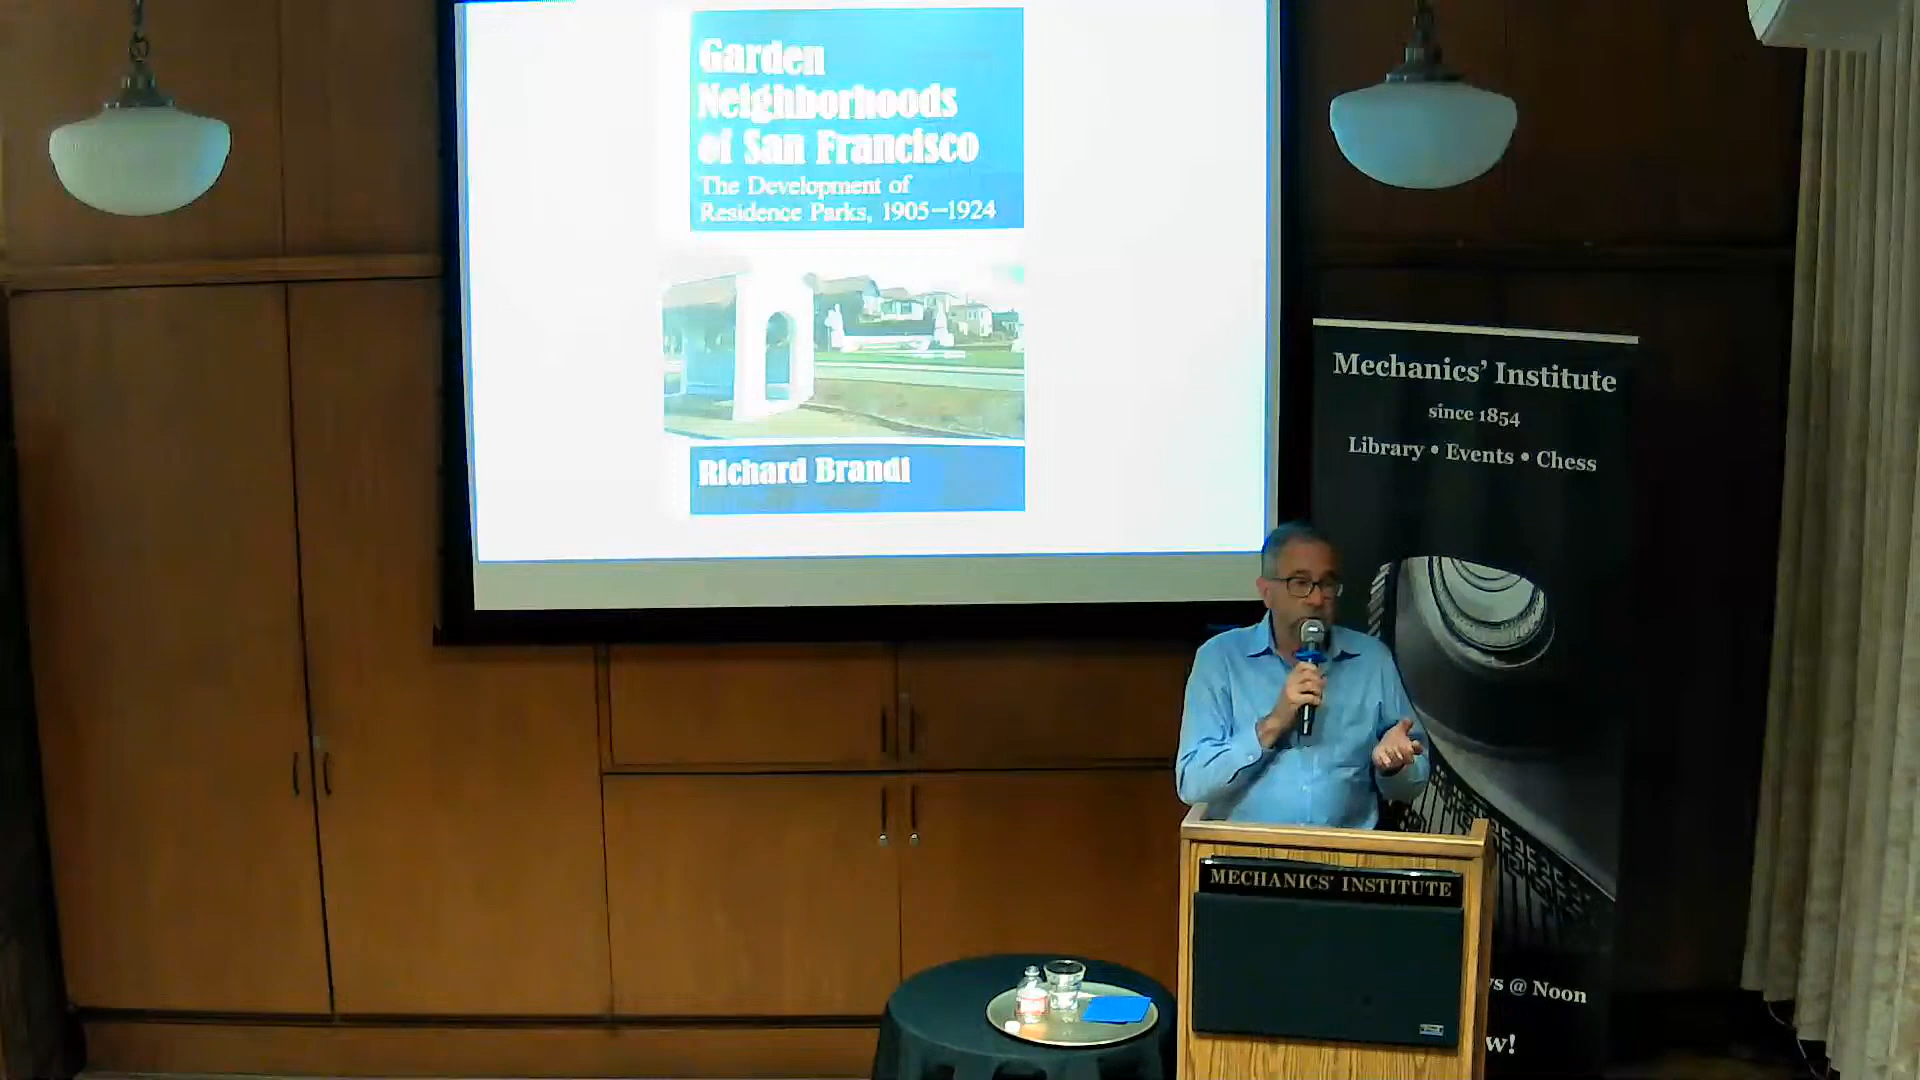 Garden
Neighborhoods
of San Francisco
The Development of
Residence Parks, 1905–1924
Richard Brandi
Mechanics' Institute
since 1854
Library • Events • Chess
s @ Noon
w!
MECHANICS' INSTITUTE